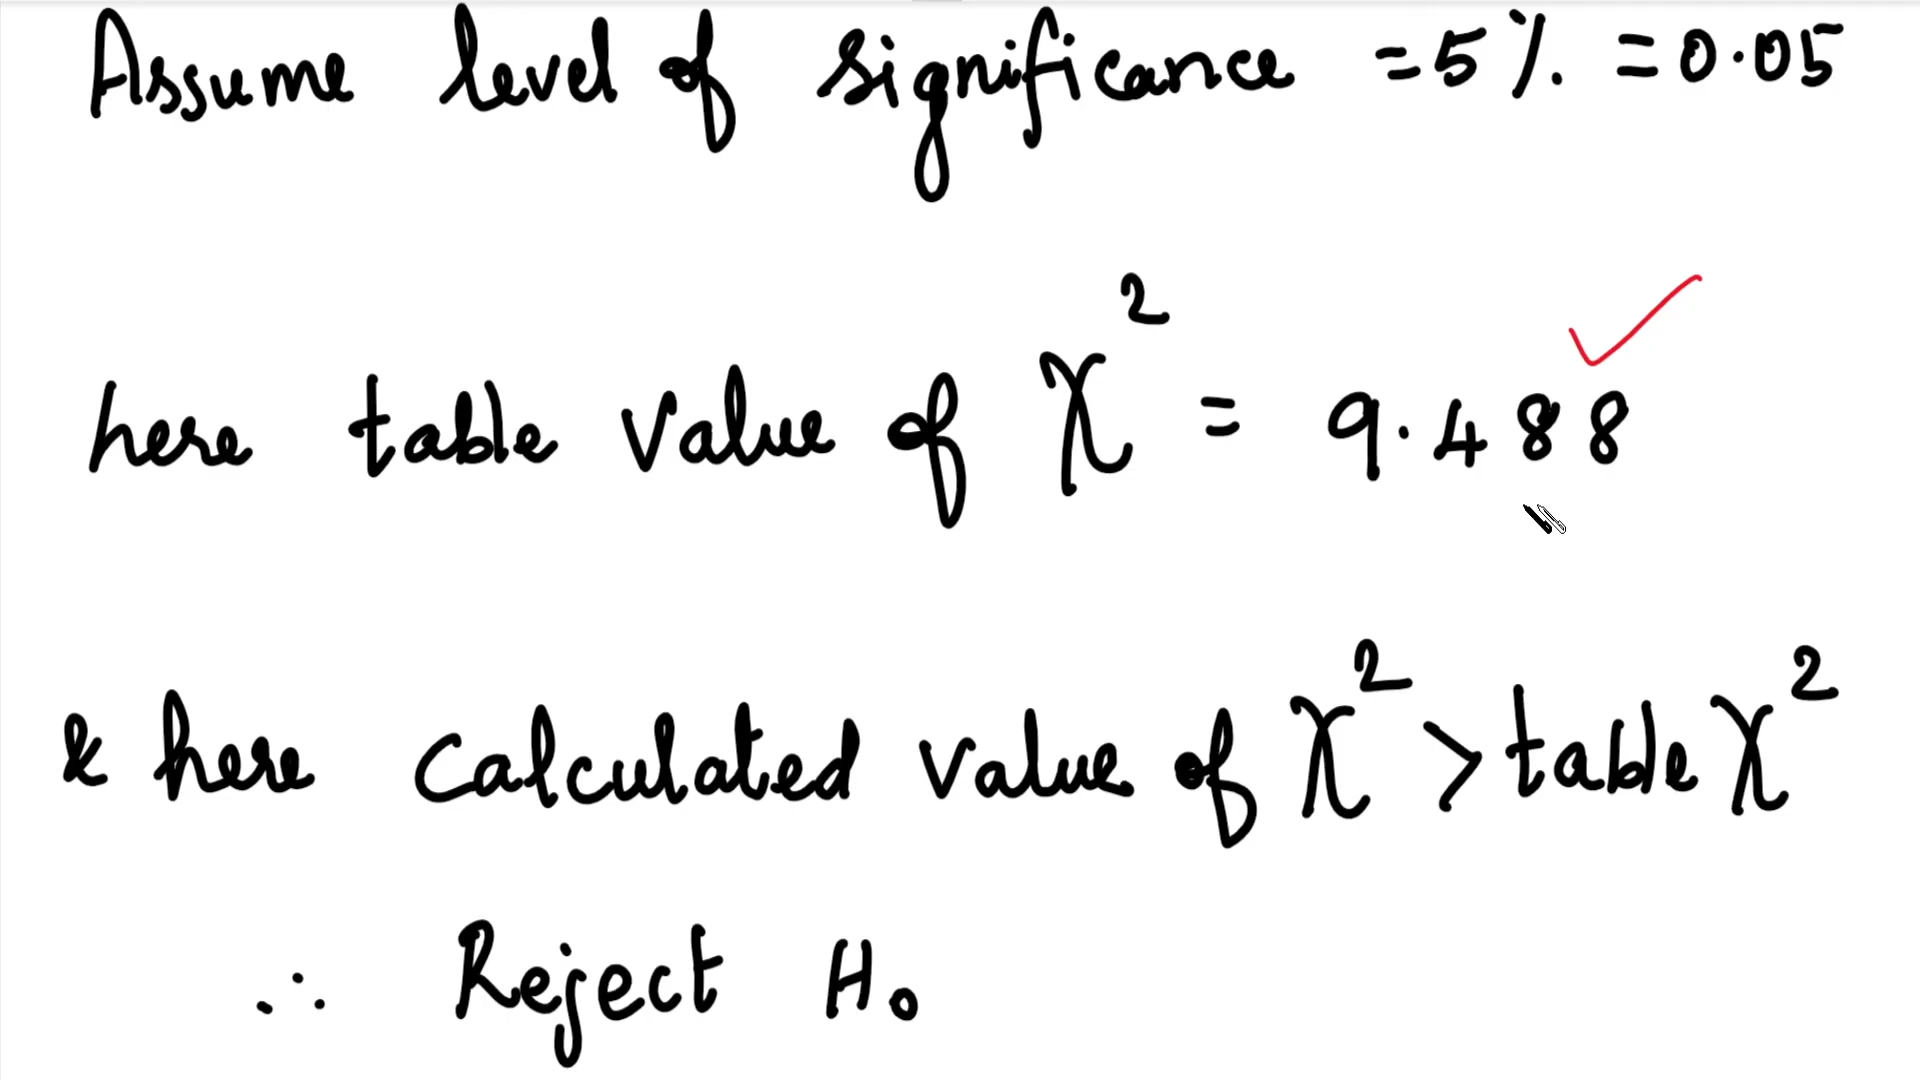 Assume level of significance = 5 % = 0.05
here table value of χ² = 9.488
& here calculated value of χ² > table χ²
∴ Reject H₀